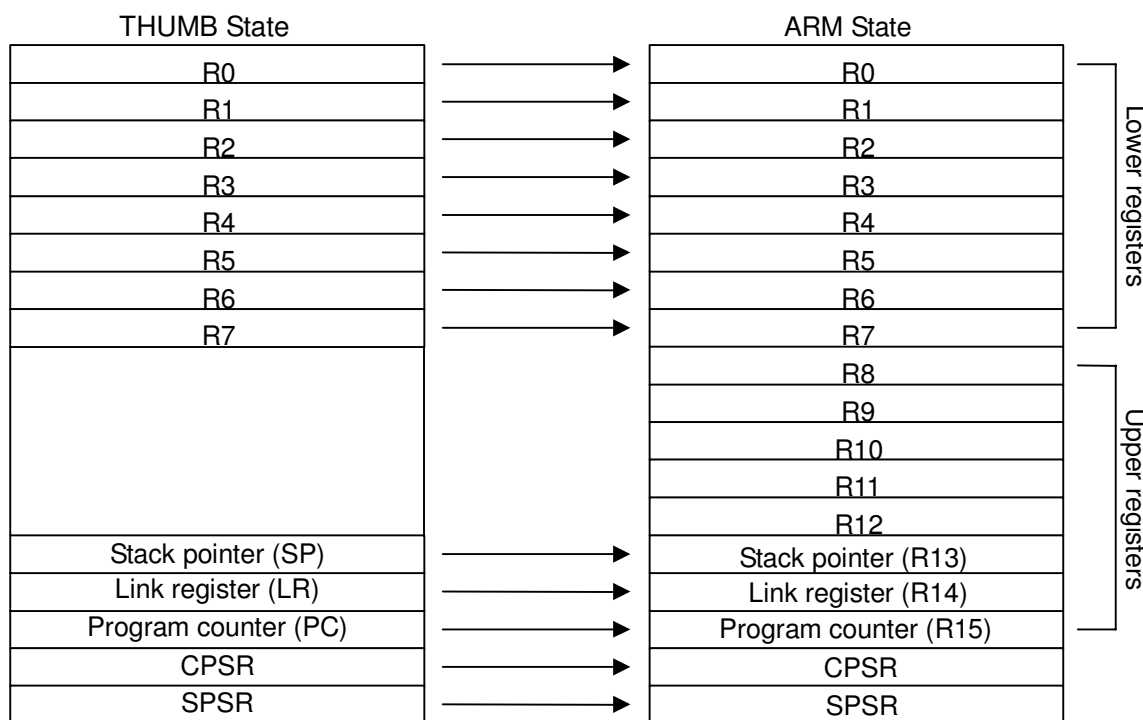 THUMB State
R0
R1
R2
R3
R4
R5
R6
R7
Stack pointer (SP)
Link register (LR)
Program counter (PC)
CPSR
SPSR
ARM State
R0
R1
R2
R3
R4
R5
R6
R7
R8
R9
R10
R11
R12
Stack pointer (R13)
Link register (R14)
Program counter (R15)
CPSR
SPSR
Lower registers
Upper registers